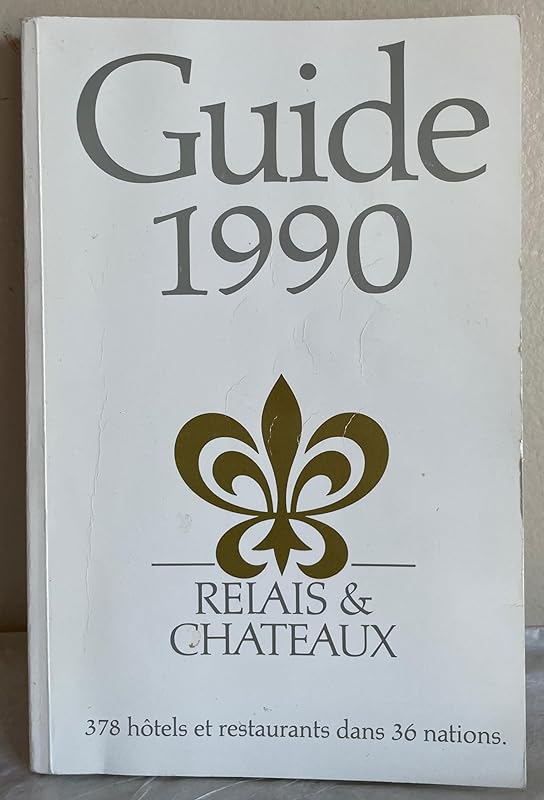 Guide
1990
RELAIS &
CHATEAUX
378 hôtels et restaurants dans 36 nations.